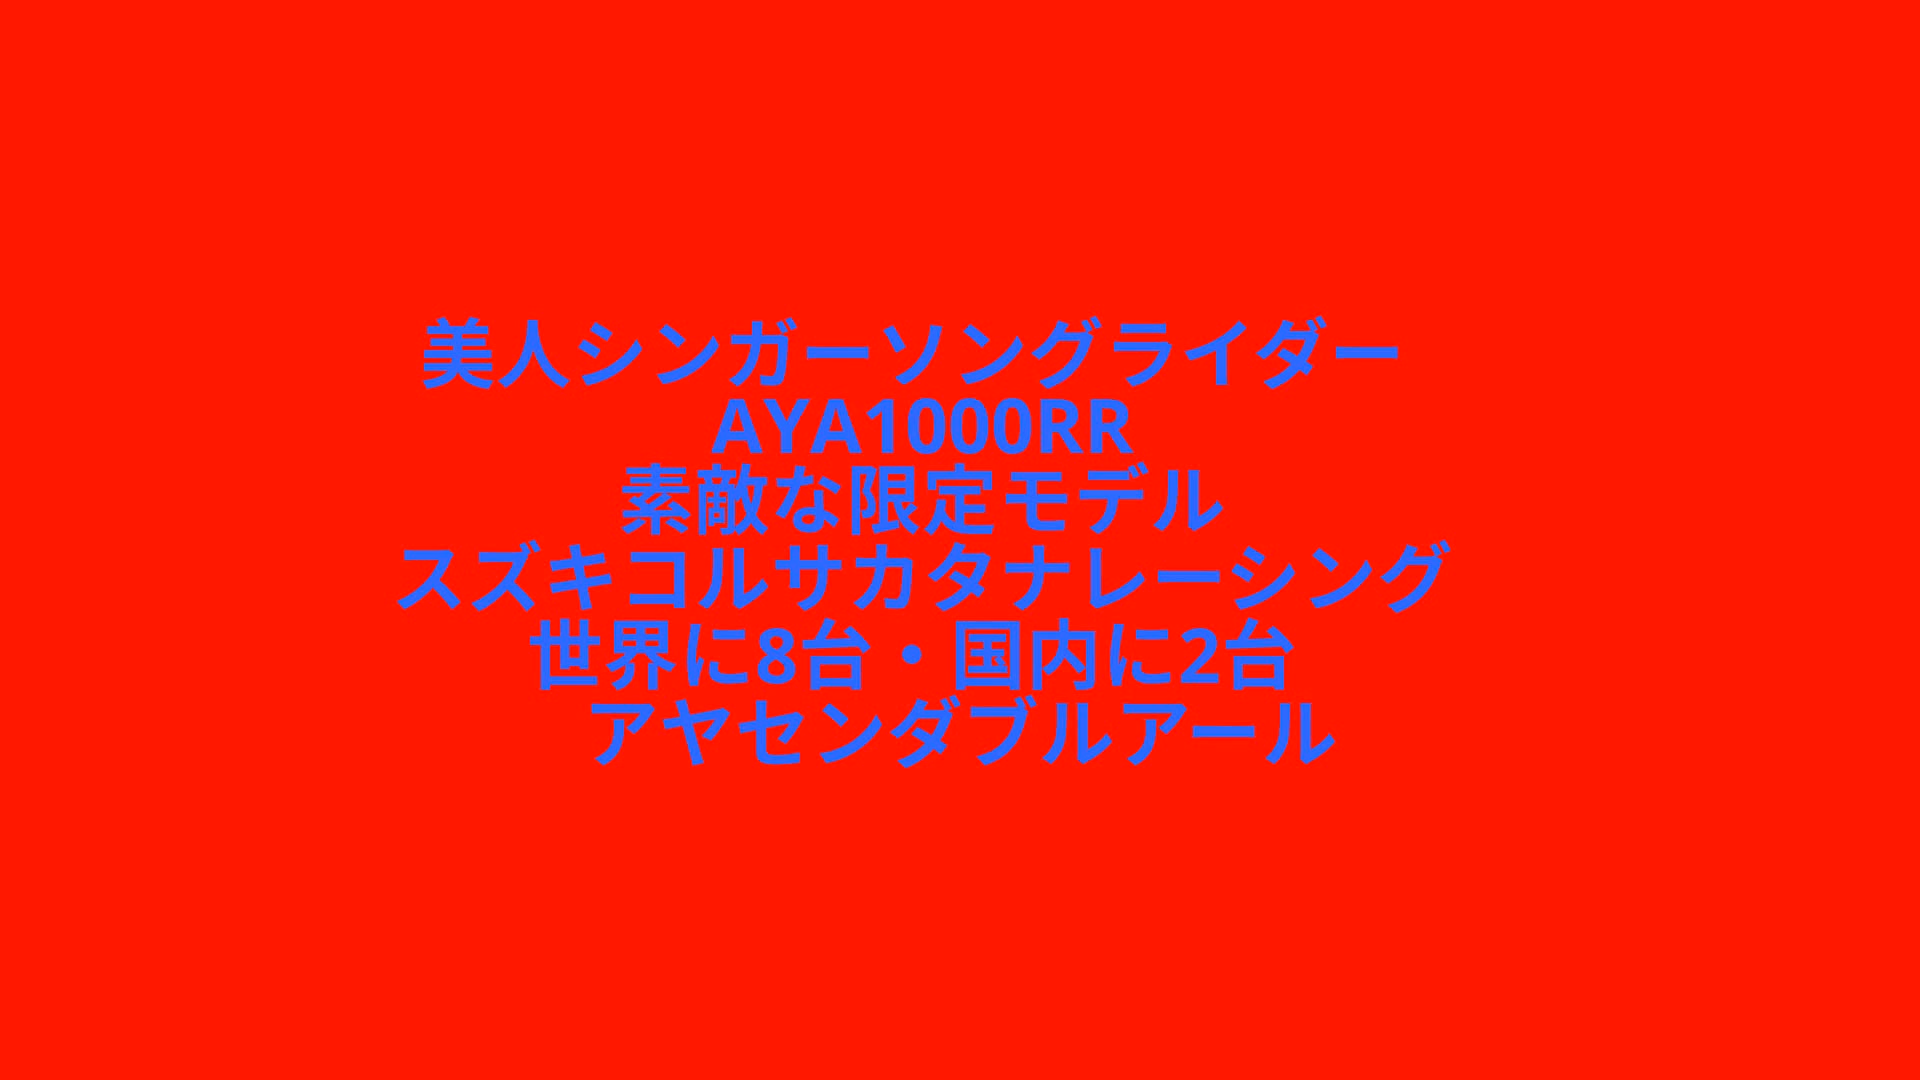 美人シンガーソングライダー
AYA1000RR
素敵な限定モデル
スズキコルサカタナレーシング
世界に8台・国内に2台
アヤセンダブルアール